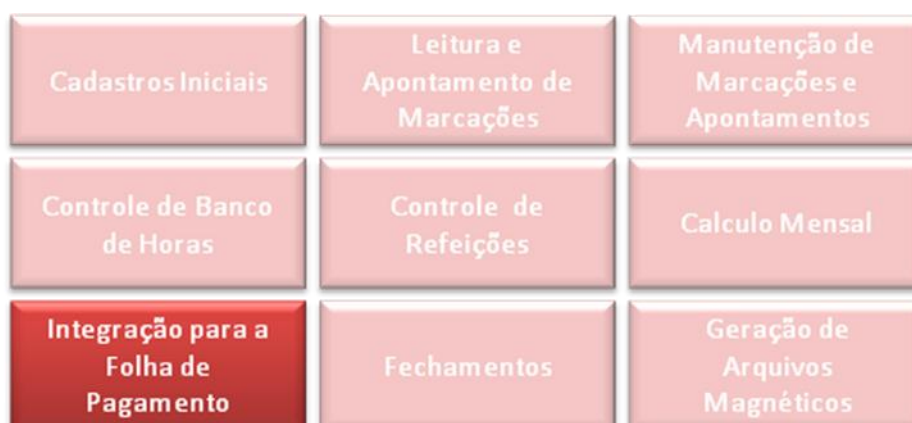 Cadastros Iniciais
Leitura e
Apontamento de
Marcações
Manutenção de
Marcações e
Apontamentos
Controle de Banco
de Horas
Controle de
Refeições
Calculo Mensal
Integração para a
Folha de
Pagamento
Fechamentos
Geração de
Arquivos
Magnéticos